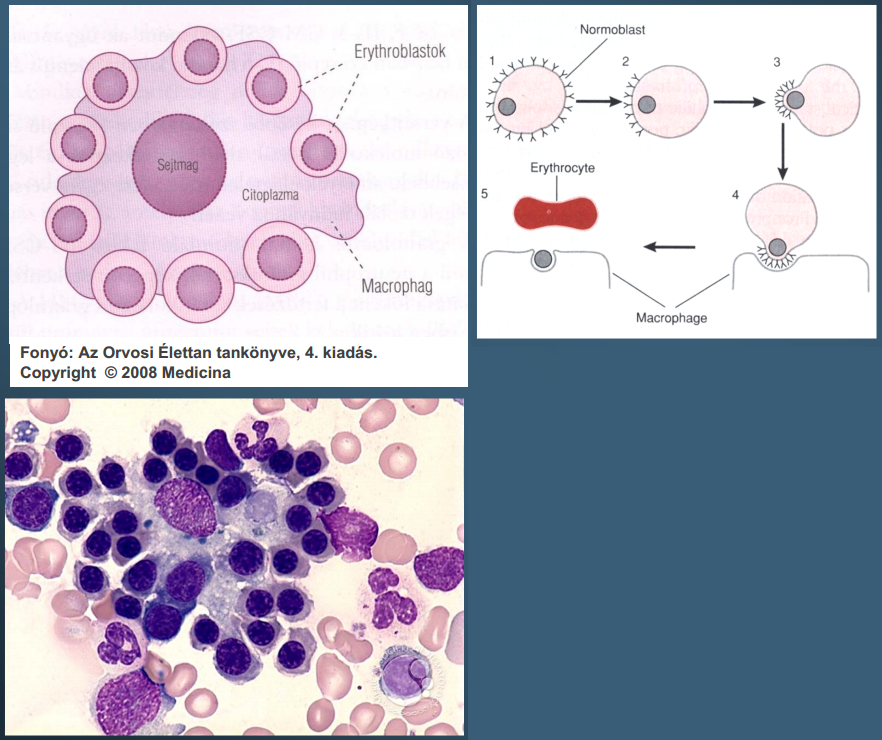 Erythroblastok
Sejtmag
Citoplazma
Macrophag
Fonyó: Az Orvosi Élettan tankönyve, 4. kiadás.
Copyright © 2008 Medicina
Normoblast
1
2
3
Erythrocyte
5
4
Macrophage